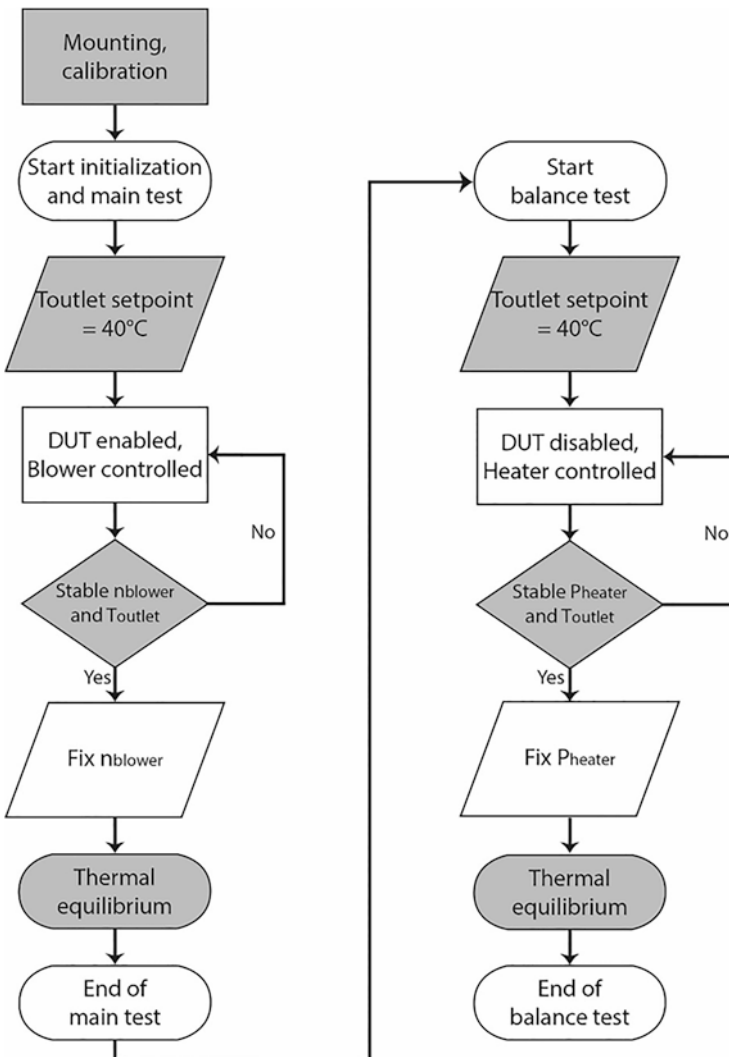 Mounting,
calibration
Start initialization
and main test
Toutlet setpoint
= 40°C
DUT enabled,
Blower controlled
No
Stable nblower
and Toutlet
Yes
Fix nblower
Thermal
equilibrium
End of
main test
Start
balance test
Toutlet setpoint
= 40°C
DUT disabled,
Heater controlled
No
Stable Pheater
and Toutlet
Yes
Fix Pheater
Thermal
equilibrium
End of
balance test